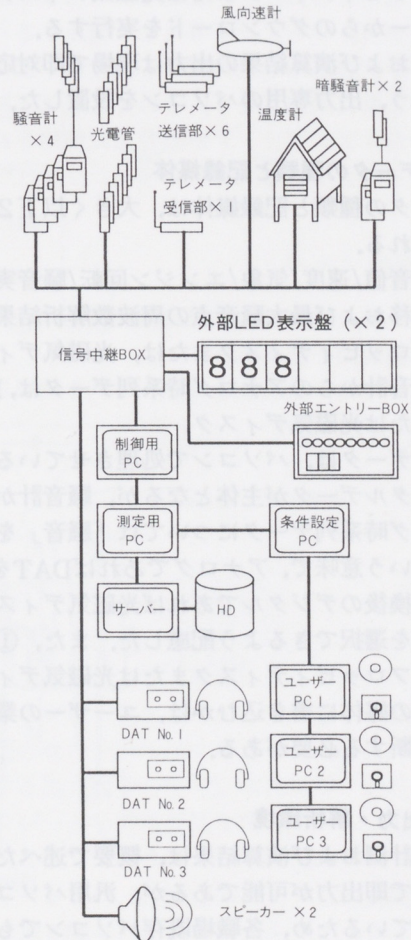 風向速計
暗騒音計×2
テレメータ
送信部×6
騒音計
×4
光電管
温度計
テレメータ
受信部×1
外部LED表示盤（×2）
信号中継BOX
888
外部エントリーBOX
制御用
PC
測定用
PC
条件設定
PC
サーバー
HD
ユーザー
PC 1
DAT No.1
ユーザー
PC 2
DAT No.2
ユーザー
PC 3
DAT No.3
スピーカー×2